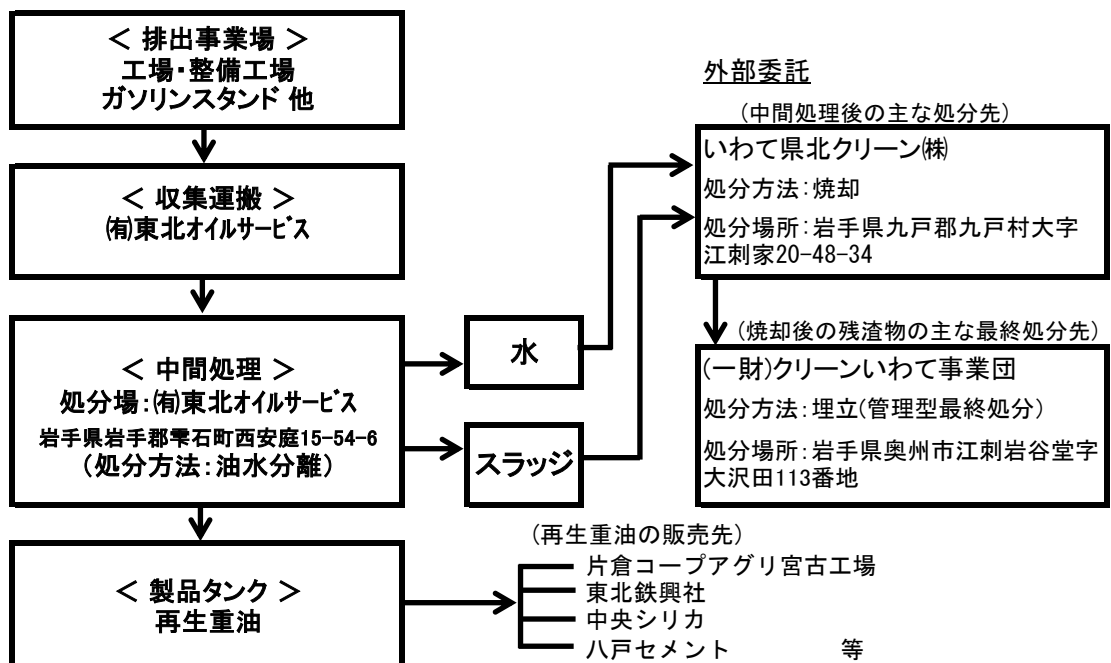 ＜ 排出事業場 ＞
工場・整備工場
ガソリンスタンド 他
＜ 収集運搬 ＞
㈲東北オイルサービス
＜ 中間処理 ＞
処分場：㈲東北オイルサービス
岩手県岩手郡雫石町西安庭15-54-6
（処分方法：油水分離）
水
スラッジ
＜ 製品タンク ＞
再生重油
外部委託
(中間処理後の主な処分先)
いわて県北クリーン㈱
処分方法：焼却
処分場所：岩手県九戸郡九戸村大字
江刺家20-48-34
(焼却後の残渣物の主な最終処分先)
(一財)クリーンいわて事業団
処分方法：埋立(管理型最終処分)
処分場所：岩手県奥州市江刺岩谷堂字
大沢田113番地
(再生重油の販売先)
片倉コープアグリ宮古工場
東北鉄興社
中央シリカ
八戸セメント 等